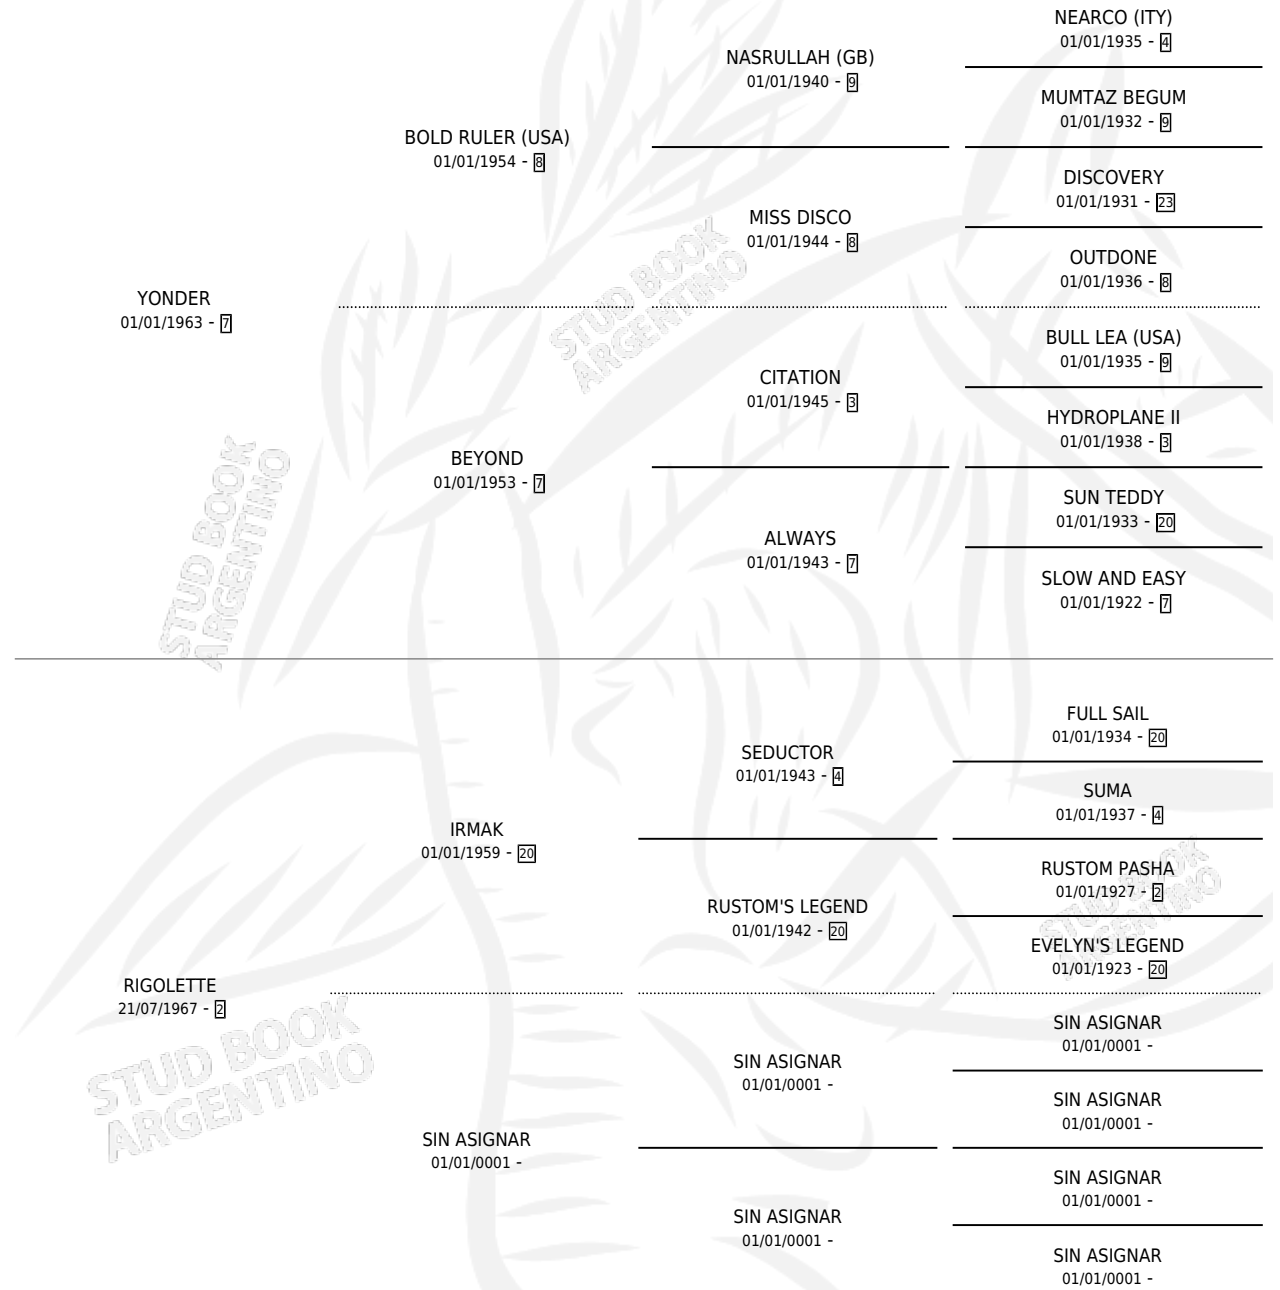 NEARCO (ITY)
01/01/1935 - 4
NASRULLAH (GB)
01/01/1940 - 9
MUMTAZ BEGUM
01/01/1932 - 9
BOLD RULER (USA)
01/01/1954 - 8
DISCOVERY
01/01/1931 - 23
MISS DISCO
01/01/1944 - 8
OUTDONE
01/01/1936 - 8
YONDER
01/01/1963 - 7
BULL LEA (USA)
01/01/1935 - 9
CITATION
01/01/1945 - 3
HYDROPLANE II
01/01/1938 - 3
BEYOND
01/01/1953 - 7
SUN TEDDY
01/01/1933 - 20
ALWAYS
01/01/1943 - 7
SLOW AND EASY
01/01/1922 - 7
STUD BOOK
ARGENTINO
STUD BOOK
ARGENTINO
FULL SAIL
01/01/1934 - 20
SEDUCTOR
01/01/1943 - 4
SUMA
01/01/1937 - 4
IRMAK
01/01/1959 - 20
RUSTOM PASHA
01/01/1927 - 2
RUSTOM'S LEGEND
01/01/1942 - 20
EVELYN'S LEGEND
01/01/1923 - 20
RIGOLETTE
21/07/1967 - 2
SIN ASIGNAR
01/01/0001 -
SIN ASIGNAR
01/01/0001 -
SIN ASIGNAR
01/01/0001 -
SIN ASIGNAR
01/01/0001 -
SIN ASIGNAR
01/01/0001 -
SIN ASIGNAR
01/01/0001 -
SIN ASIGNAR
01/01/0001 -
STUD BOOK
ARGENTINO
STUD BOOK
ARGENTINO